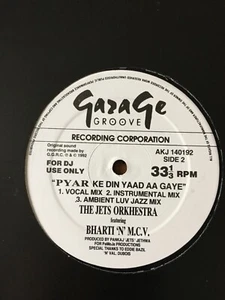 GaraGe
GROOVE
RECORDING CORPORATION
Original sound
recording made by
G.G.R.C. ℗ & © 1992
FOR DJ
USE ONLY
AKJ 140192
SIDE 2
33⅓ RPM
"PYAR KE DIN YAAD AA GAYE"
1. VOCAL MIX 2. INSTRUMENTAL MIX
3. AMBIENT LUV JAZZ MIX
THE JETS ORKHESTRA
featuring
BHARTI 'N' M.C.V.
PRODUCED BY PANKAJ "JETS" JETHWA
FOR PaMaJa PRODUCTIONS
SPECIAL THANKS TO EDDIE BAZIL
'N' VAL. DUBOIS